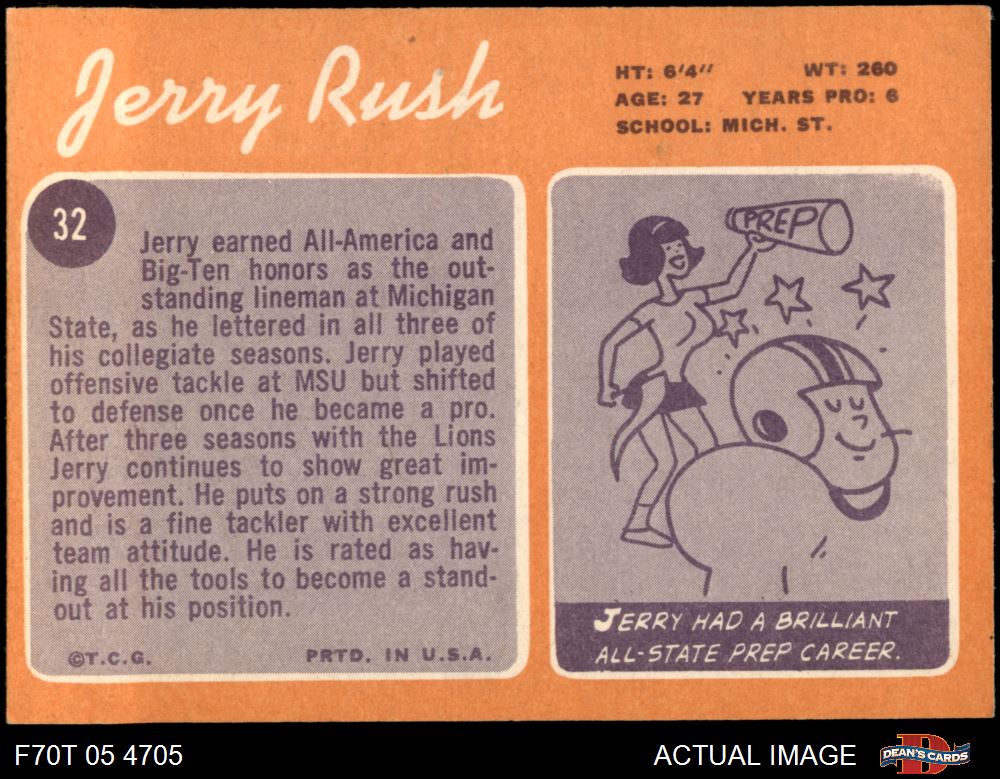 Jerry Rush
HT: 6'4" WT: 260
AGE: 27 YEARS PRO: 6
SCHOOL: MICH. ST.
32
Jerry earned All-America and
Big-Ten honors as the out-
standing lineman at Michigan
State, as he lettered in all three of
his collegiate seasons. Jerry played
offensive tackle at MSU but shifted
to defense once he became a pro.
After three seasons with the Lions
Jerry continues to show great im-
provement. He puts on a strong rush
and is a fine tackler with excellent
team attitude. He is rated as hav-
ing all the tools to become a stand-
out at his position.
©T.C.G. PRTD. IN U.S.A.
PREP
JERRY HAD A BRILLIANT
ALL-STATE PREP CAREER.
F70T 05 4705 ACTUAL IMAGE DEAN'S CARDS